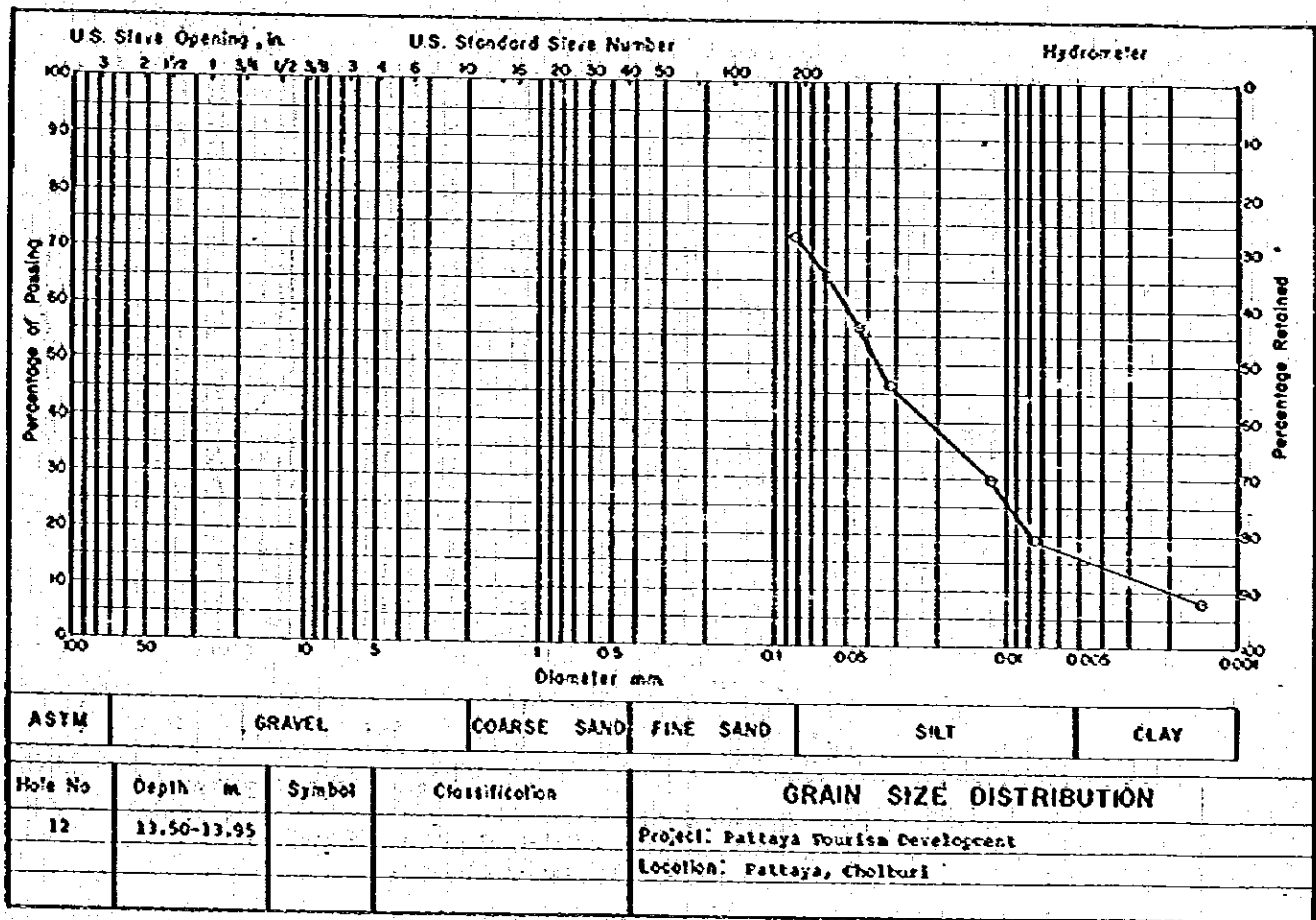 U.S. Sieve Opening, in. U.S. Standard Sieve Number Hydrometer
3 2 1½ 1 3/4 1/2 3/8 3 4 6 10 16 20 30 40 50 100 200
100 90 80 70 60 50 40 30 20 10 0
Percentage of Passing
0 10 20 30 40 50 60 70 80 90 100
Percentage Retained
100 50 10 5 1 0.5 0.1 0.05 0.01 0.005 0.001
Diameter mm.
ASTM GRAVEL COARSE SAND FINE SAND SILT CLAY
Hole No Depth m Symbol Classification GRAIN SIZE DISTRIBUTION
12 13.50-13.95
Project: Pattaya Tourism Development
Location: Pattaya, Cholburi